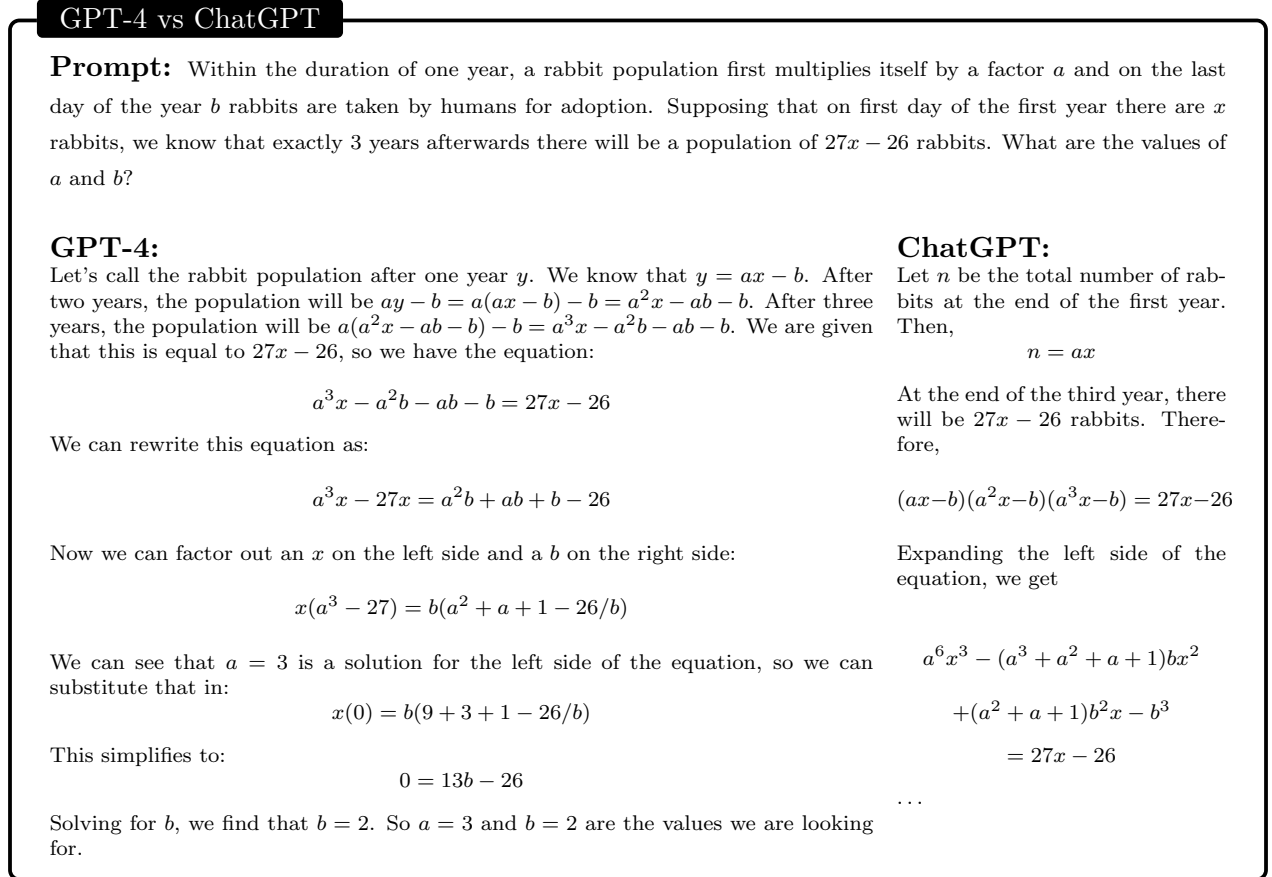 GPT-4 vs ChatGPT
Prompt: Within the duration of one year, a rabbit population first multiplies itself by a factor a and on the last
day of the year b rabbits are taken by humans for adoption. Supposing that on first day of the first year there are x
rabbits, we know that exactly 3 years afterwards there will be a population of 27x − 26 rabbits. What are the values of
a and b?
GPT-4:
Let's call the rabbit population after one year y. We know that y = ax − b. After
two years, the population will be ay − b = a(ax − b) − b = a²x − ab − b. After three
years, the population will be a(a²x − ab − b) − b = a³x − a²b − ab − b. We are given
that this is equal to 27x − 26, so we have the equation:
a³x − a²b − ab − b = 27x − 26
We can rewrite this equation as:
a³x − 27x = a²b + ab + b − 26
Now we can factor out an x on the left side and a b on the right side:
x(a³ − 27) = b(a² + a + 1 − 26/b)
We can see that a = 3 is a solution for the left side of the equation, so we can
substitute that in:
x(0) = b(9 + 3 + 1 − 26/b)
This simplifies to:
0 = 13b − 26
Solving for b, we find that b = 2. So a = 3 and b = 2 are the values we are looking
for.
ChatGPT:
Let n be the total number of rab-
bits at the end of the first year.
Then,
n = ax
At the end of the third year, there
will be 27x − 26 rabbits. There-
fore,
(ax−b)(a²x−b)(a³x−b) = 27x−26
Expanding the left side of the
equation, we get
a⁶x³ − (a³ + a² + a + 1)bx²
+(a² + a + 1)b²x − b³
= 27x − 26
...